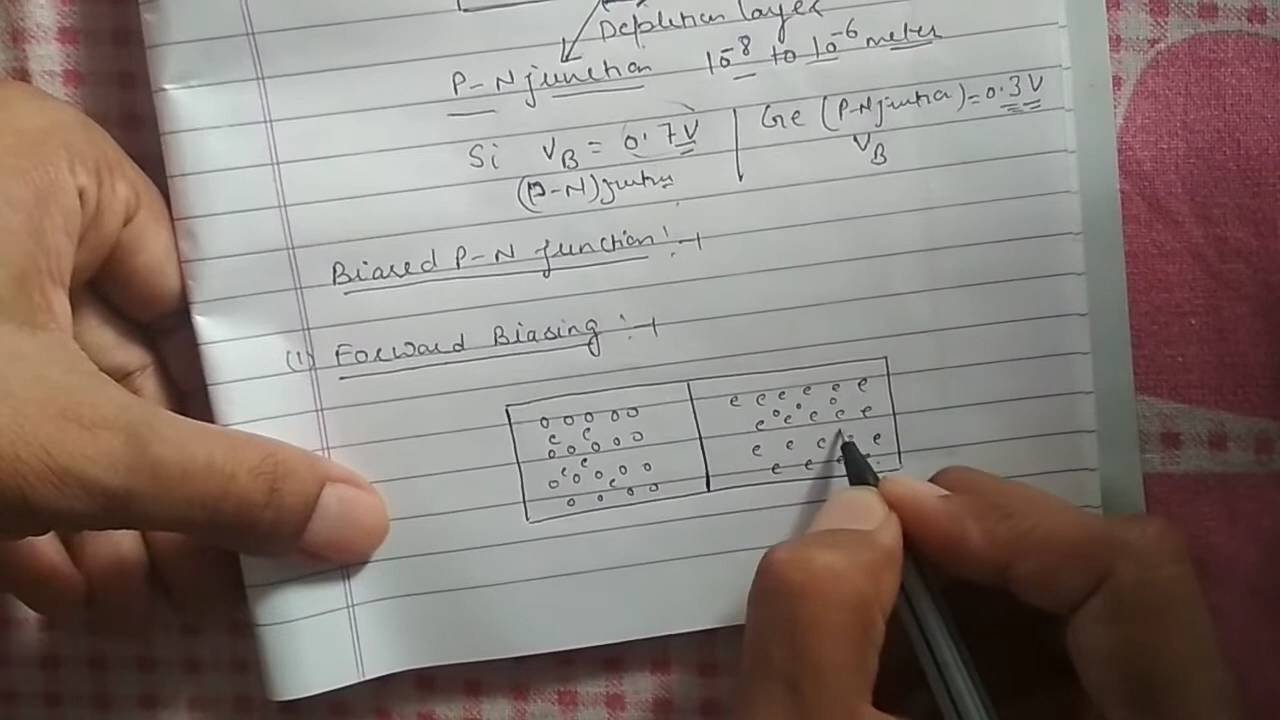 Depletion layer
P-N junction 10⁻⁸ to 10⁻⁶ meter
Si V_B = 0.7V | Ge (P-N junction) = 0.3V
(P-N) junction V_B
Biased P-N junction :-
(1) Forward Biasing :-
o o o o o e e e e e e
e e o o o
o o o o o e e e e e
e e e e e e
o o o o o e e
o o e o o